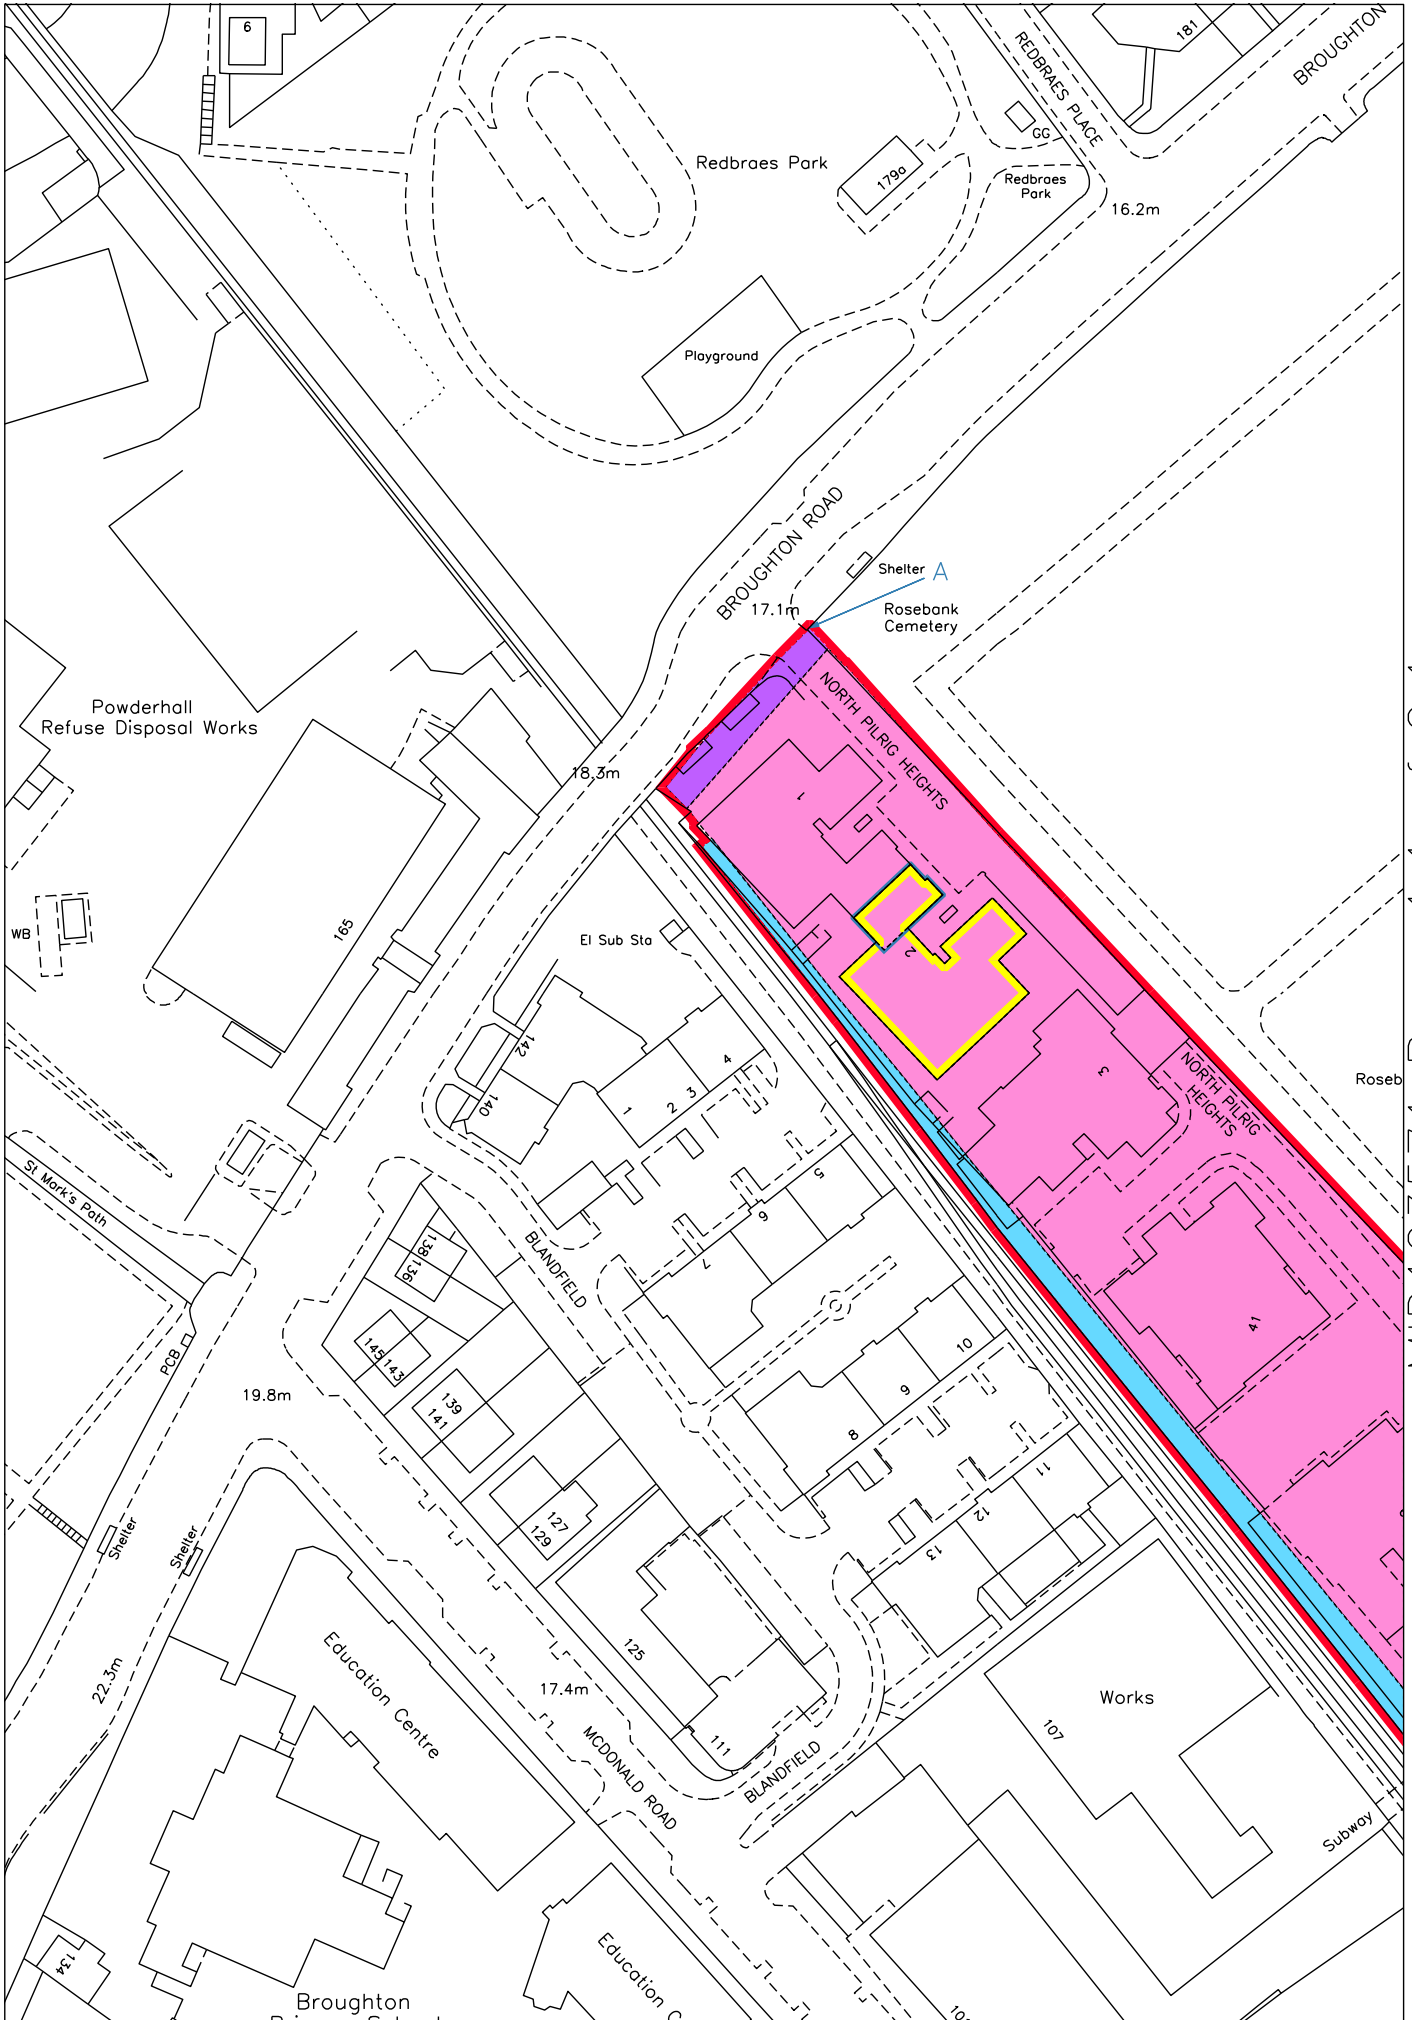 6
181
BROUGHTON
REDBRAES PLACE
GG
Redbraes Park
179a
Redbraes
Park
16.2m
Playground
BROUGHTON ROAD
Shelter
A
17.1m
Rosebank
Cemetery
NORTH PILRIG HEIGHTS
Powderhall
Refuse Disposal Works
18.3m
1
165
WB
El Sub Sta
2
142
140
1
2
3
4
3
NORTH PILRIG
HEIGHTS
Roseb
St Mark's Path
5
6
7
138
136
BLANDFIELD
41
PCB
145
143
10
9
8
19.8m
139
141
11
12
13
127
129
Shelter
Shelter
Education Centre
125
22.3m
17.4m
Works
107
111
MCDONALD ROAD
BLANDFIELD
Subway
134
Education C
Broughton